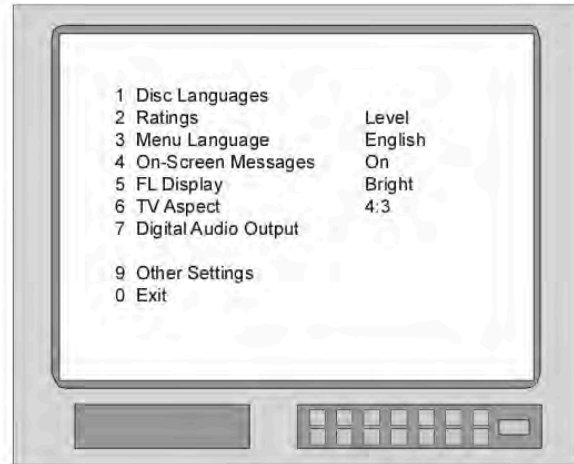 1 Disc Languages
2 Ratings Level
3 Menu Language English
4 On-Screen Messages On
5 FL Display Bright
6 TV Aspect 4:3
7 Digital Audio Output
9 Other Settings
0 Exit